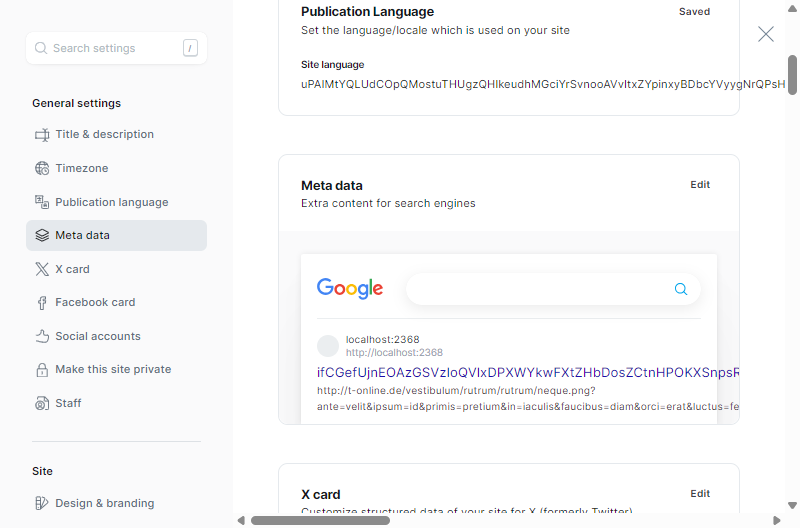 Search settings
/
General settings
Title & description
Timezone
Publication language
Meta data
X card
Facebook card
Social accounts
Make this site private
Staff
Site
Design & branding
Publication Language
Saved
Set the language/locale which is used on your site
Site language
Meta data
Edit
Extra content for search engines
Google
localhost:2368
http://localhost:2368
http://t-online.de/vestibulum/rutrum/rutrum/neque.png?
ante=velit&ipsum=id&primis=pretium&in=iaculis&faucibus=diam&orci=erat&luctus=fe
X card
Edit
Customize structured data of your site for X (formerly Twitter)